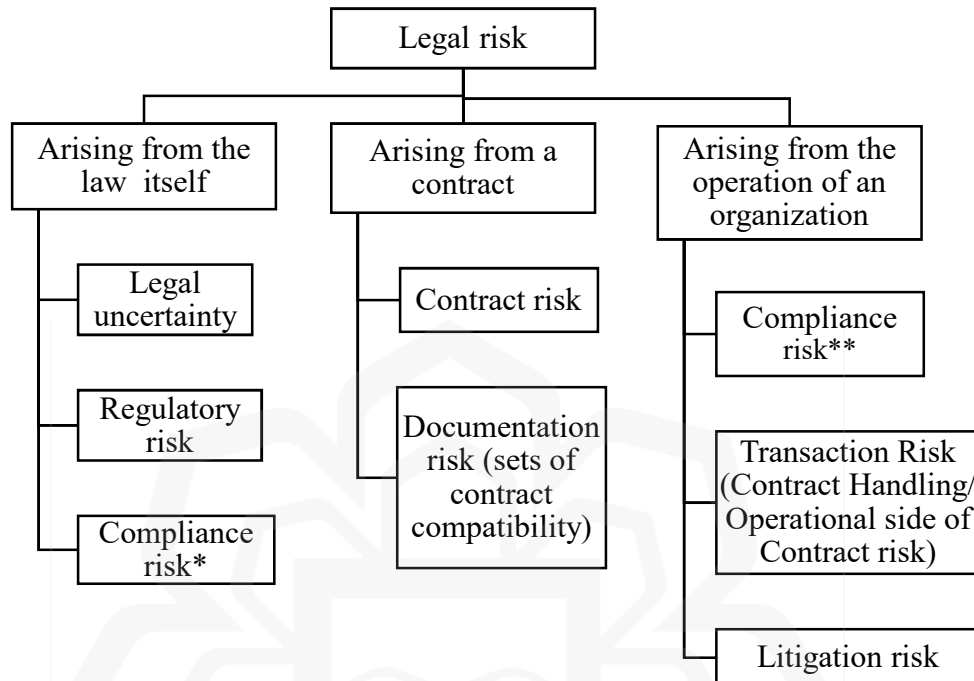 Legal risk
Arising from the
law itself
Legal
uncertainty
Regulatory
risk
Compliance
risk*
Arising from a
contract
Contract risk
Documentation
risk (sets of
contract
compatibility)
Arising from the
operation of an
organization
Compliance
risk**
Transaction Risk
(Contract Handling/
Operational side of
Contract risk)
Litigation risk